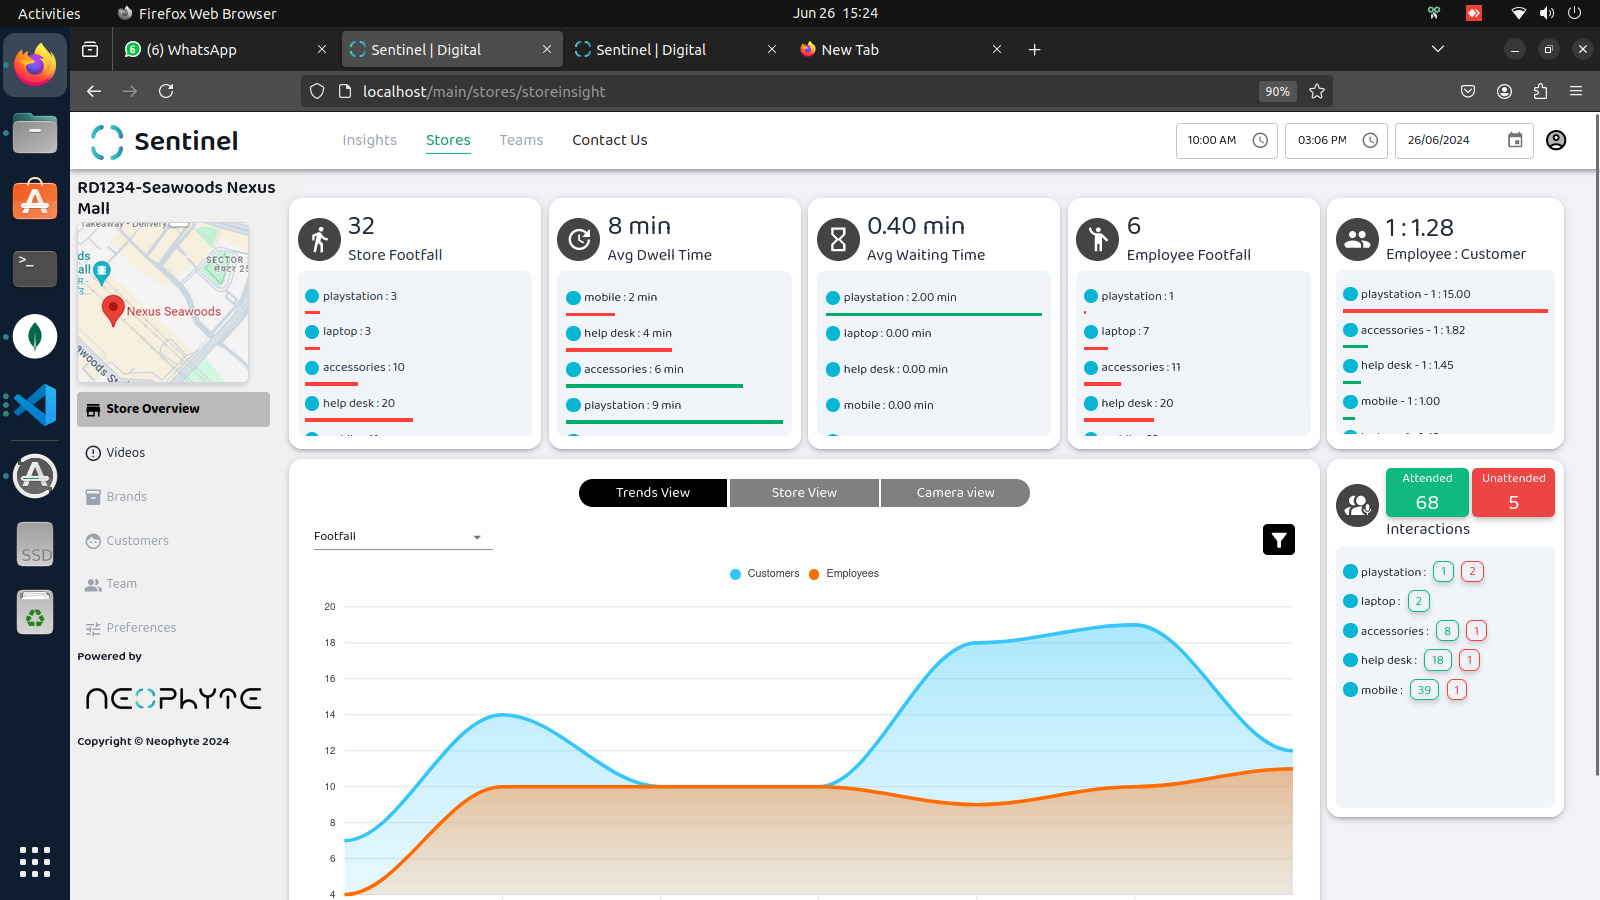 Activities
Firefox Web Browser
Jun 26 15:24
(6) WhatsApp
Sentinel | Digital
Sentinel | Digital
New Tab
localhost/main/stores/storeinsight
90%
Sentinel
Insights
Stores
Teams
Contact Us
10:00 AM
03:06 PM
26/06/2024
RD1234-Seawoods Nexus
Mall
Takeaway • Delivery
SECTOR
सेक्टर 25
Nexus Seawoods
Store Overview
Videos
Brands
Customers
Team
Preferences
Powered by
NEOPHYTE
Copyright © Neophyte 2024
SSD
32
Store Footfall
playstation : 3
laptop : 3
accessories : 10
help desk : 20
8 min
Avg Dwell Time
mobile : 2 min
help desk : 4 min
accessories : 6 min
playstation : 9 min
0.40 min
Avg Waiting Time
playstation : 2.00 min
laptop : 0.00 min
help desk : 0.00 min
mobile : 0.00 min
6
Employee Footfall
playstation : 1
laptop : 7
accessories : 11
help desk : 20
1 : 1.28
Employee : Customer
playstation - 1 : 15.00
accessories - 1 : 1.82
help desk - 1 : 1.45
mobile - 1 : 1.00
Trends View
Store View
Camera view
Footfall
Customers
Employees
20
18
16
14
12
10
8
6
4
Attended
68
Unattended
5
Interactions
playstation : 1 2
laptop : 2
accessories : 8 1
help desk : 18 1
mobile : 39 1